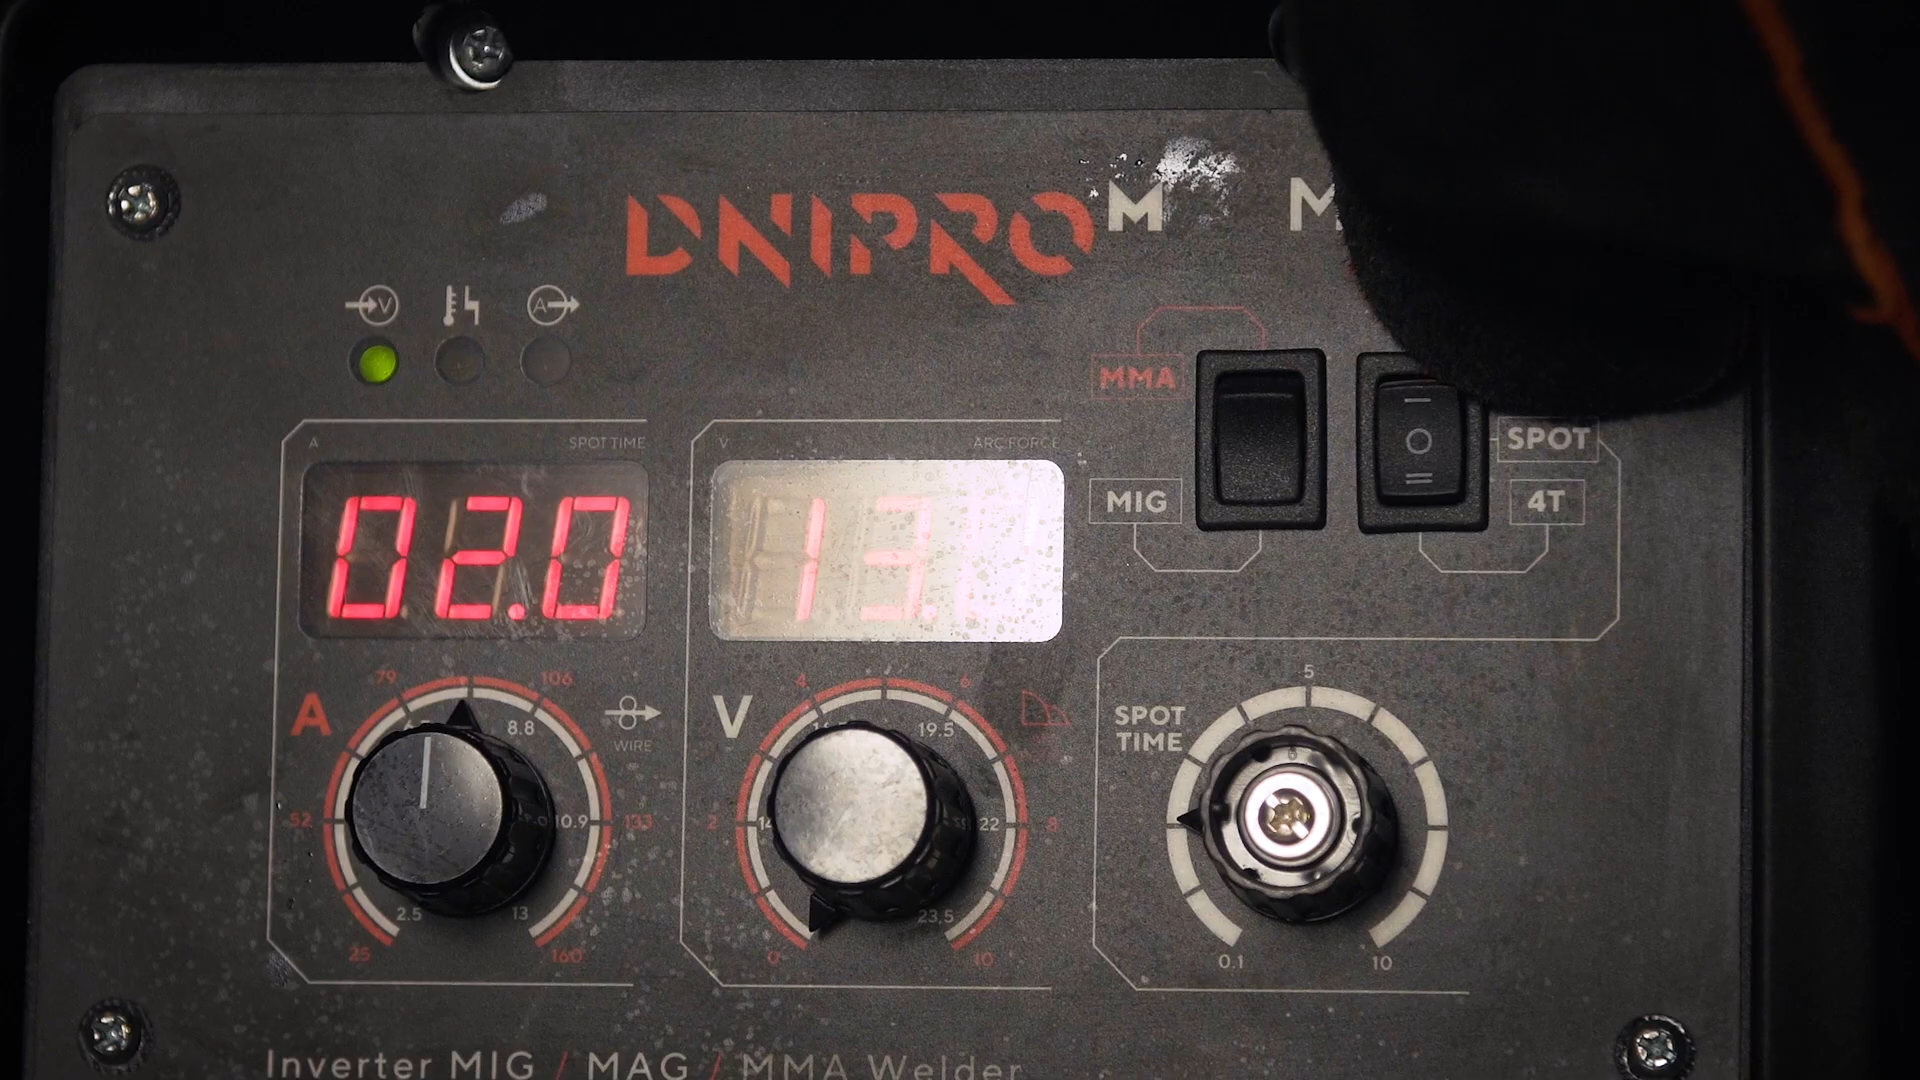 DNIPRO M M
V A
A SPOT TIME
V ARC FORCE
MMA
MIG
SPOT
4T
02.0
13.
A
79 106
8.8
WIRE
52 10.9 133
2.5 13
25 160
V
4 6
19.5
2 14 22 8
23,5
0 10
SPOT
TIME
5
0.1 10
Inverter MIG / MAG / MMA Welder